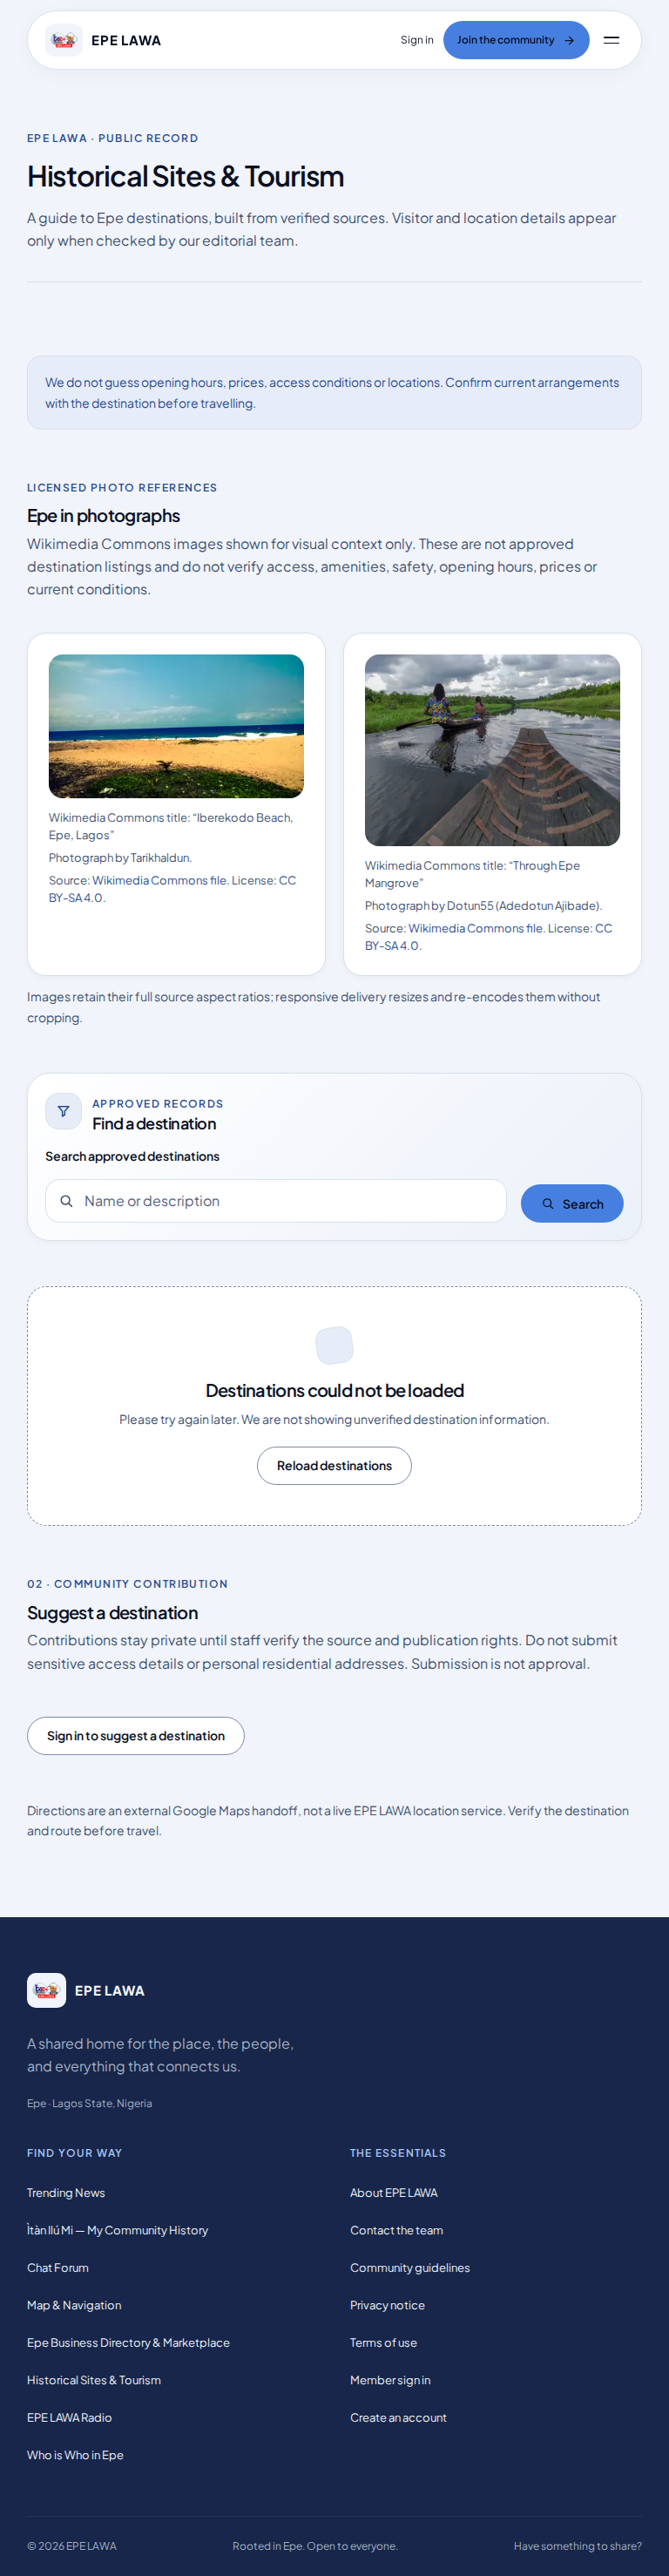 EPE LAWA
Sign in
Join the community
EPE LAWA · PUBLIC RECORD
Historical Sites & Tourism
A guide to Epe destinations, built from verified sources. Visitor and location details appear
only when checked by our editorial team.
We do not guess opening hours, prices, access conditions or locations. Confirm current arrangements
with the destination before travelling.
LICENSED PHOTO REFERENCES
Epe in photographs
Wikimedia Commons images shown for visual context only. These are not approved
destination listings and do not verify access, amenities, safety, opening hours, prices or
current conditions.
Wikimedia Commons title: “Iberekodo Beach,
Epe, Lagos”
Photograph by Tarikhaldun.
Source: Wikimedia Commons file. License: CC
BY-SA 4.0.
Wikimedia Commons title: “Through Epe
Mangrove”
Photograph by Dotun55 (Adedotun Ajibade).
Source: Wikimedia Commons file. License: CC
BY-SA 4.0.
Images retain their full source aspect ratios; responsive delivery resizes and re-encodes them without
cropping.
APPROVED RECORDS
Find a destination
Search approved destinations
Name or description
Search
Destinations could not be loaded
Please try again later. We are not showing unverified destination information.
Reload destinations
02 · COMMUNITY CONTRIBUTION
Suggest a destination
Contributions stay private until staff verify the source and publication rights. Do not submit
sensitive access details or personal residential addresses. Submission is not approval.
Sign in to suggest a destination
Directions are an external Google Maps handoff, not a live EPE LAWA location service. Verify the destination
and route before travel.
EPE LAWA
A shared home for the place, the people,
and everything that connects us.
Epe · Lagos State, Nigeria
FIND YOUR WAY
Trending News
Ìtàn Ilú Mi — My Community History
Chat Forum
Map & Navigation
Epe Business Directory & Marketplace
Historical Sites & Tourism
EPE LAWA Radio
Who is Who in Epe
THE ESSENTIALS
About EPE LAWA
Contact the team
Community guidelines
Privacy notice
Terms of use
Member sign in
Create an account
© 2026 EPE LAWA
Rooted in Epe. Open to everyone.
Have something to share?